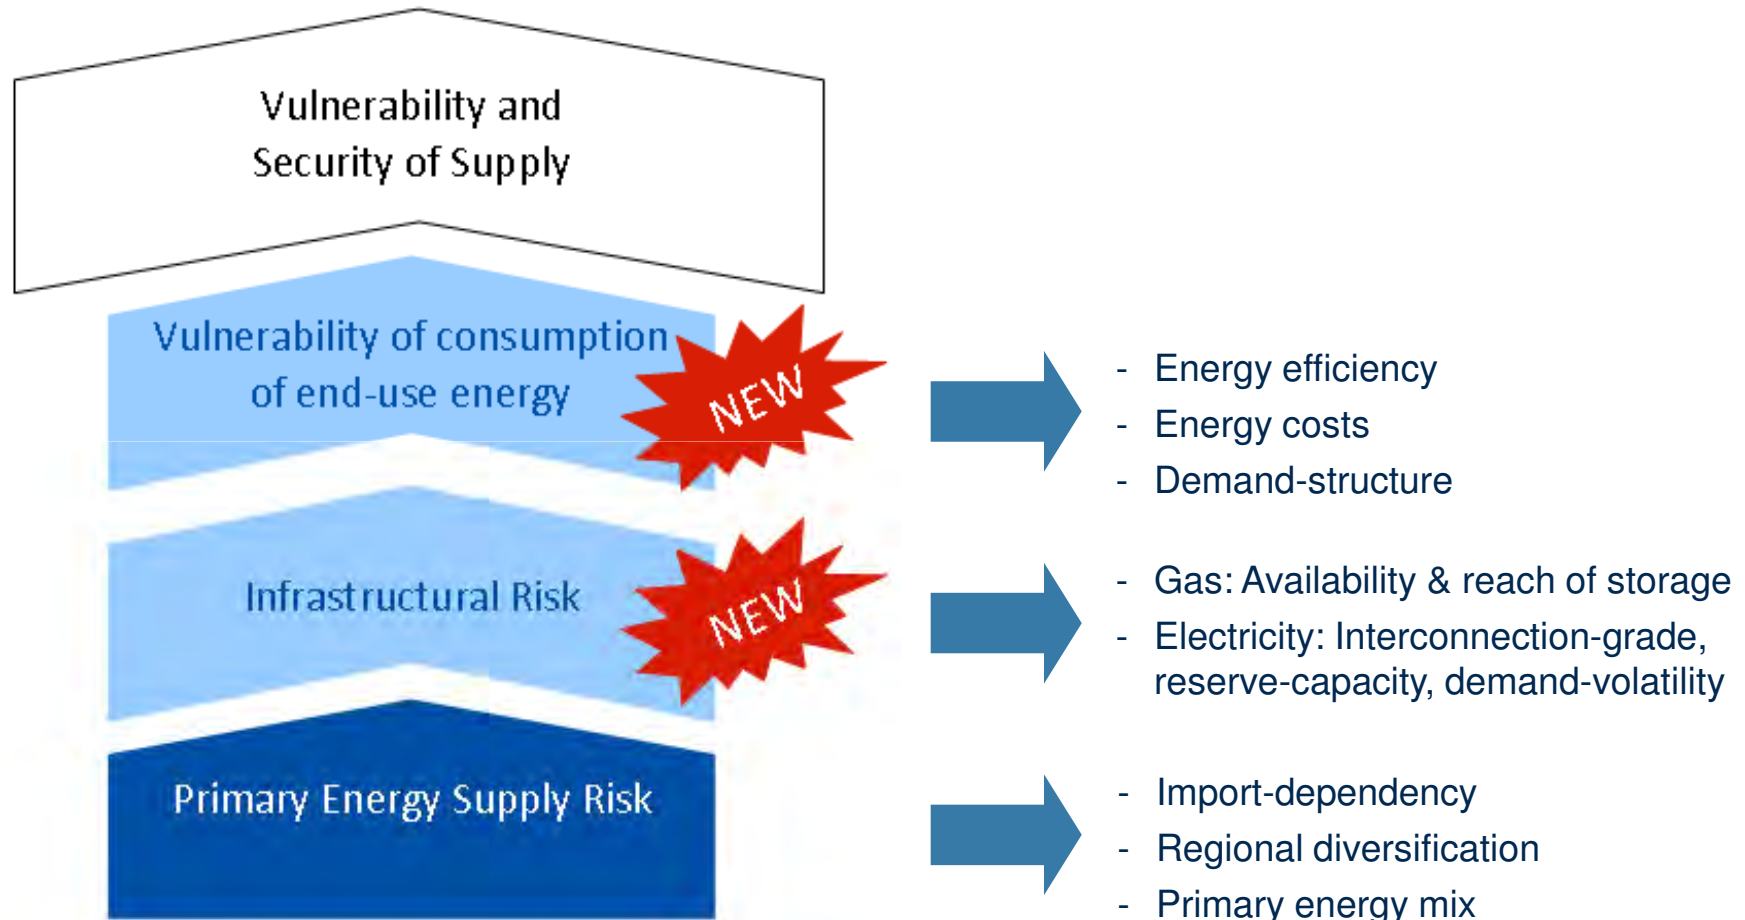 Vulnerability and
Security of Supply
Vulnerability of consumption
of end-use energy
NEW
- Energy efficiency
- Energy costs
- Demand-structure
Infrastructural Risk
NEW
- Gas: Availability & reach of storage
- Electricity: Interconnection-grade,
reserve-capacity, demand-volatility
Primary Energy Supply Risk
- Import-dependency
- Regional diversification
- Primary energy mix